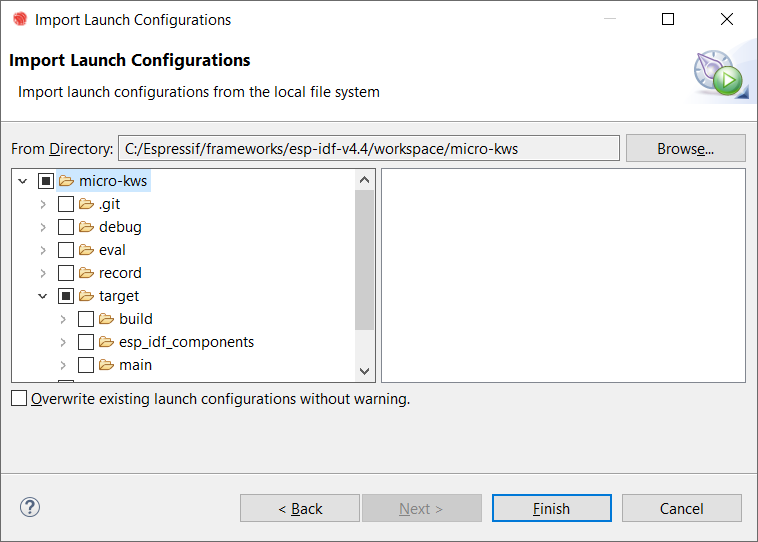 Import Launch Configurations
Import Launch Configurations
Import launch configurations from the local file system
From Directory: C:/Espressif/frameworks/esp-idf-v4.4/workspace/micro-kws Browse...
micro-kws
.git
debug
eval
record
target
build
esp_idf_components
main
Overwrite existing launch configurations without warning.
< Back Next > Finish Cancel